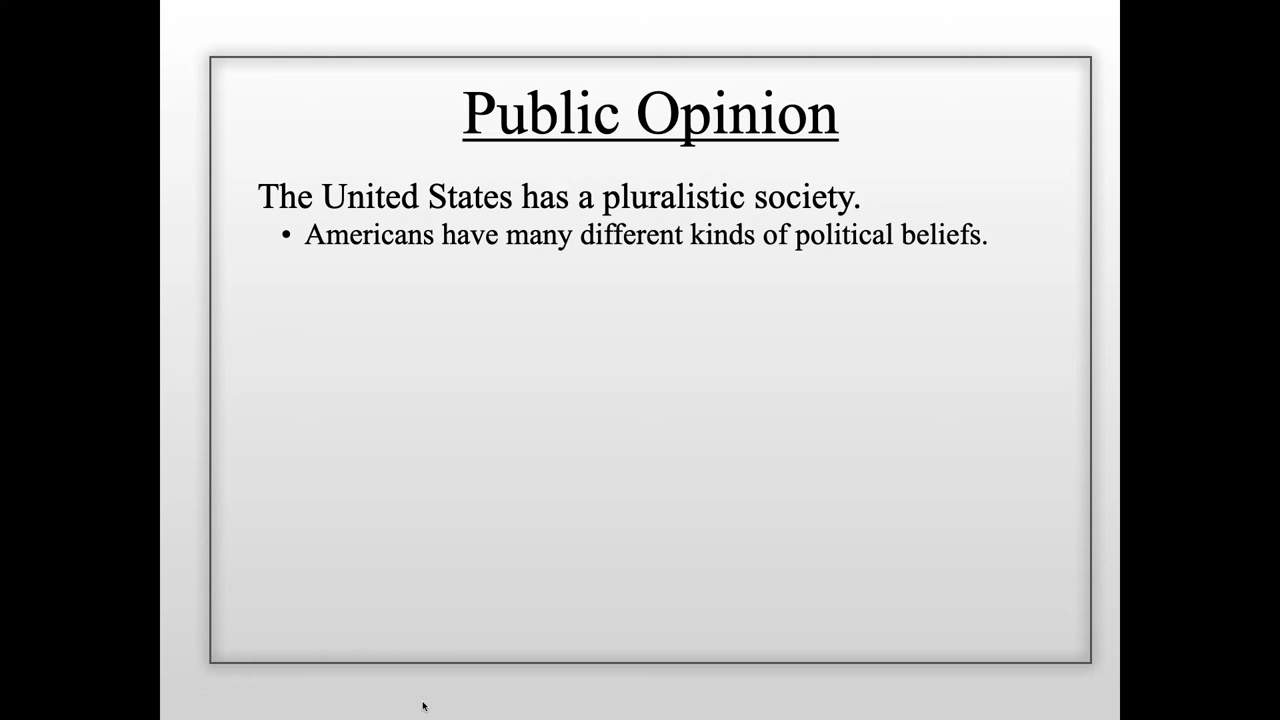 Public Opinion
The United States has a pluralistic society.
• Americans have many different kinds of political beliefs.